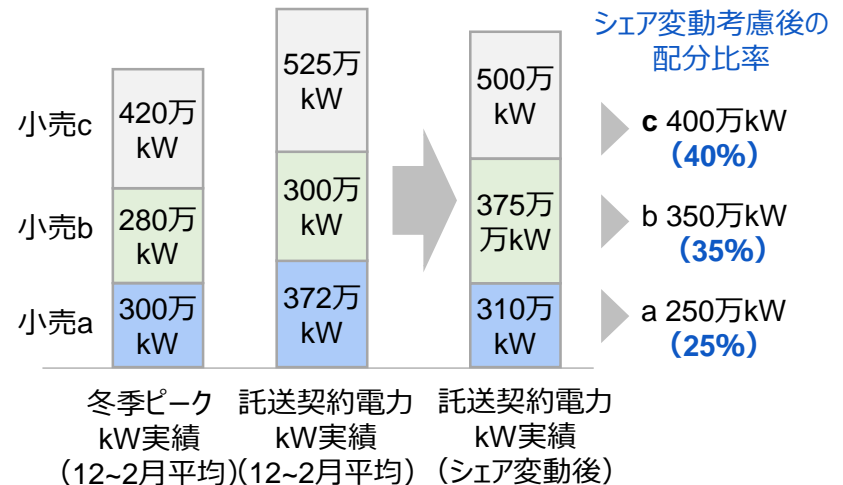 シェア変動考慮後の
配分比率
小売c
420万
kW
525万
kW
500万
kW
c 400万kW
（40%）
小売b
280万
kW
300万
kW
375万
万kW
b 350万kW
（35%）
小売a
300万
kW
372万
kW
310万
kW
a 250万kW
（25%）
冬季ピーク
kW実績
（12~2月平均）
託送契約電力
kW実績
（12~2月平均）
託送契約電力
kW実績
（シェア変動後）